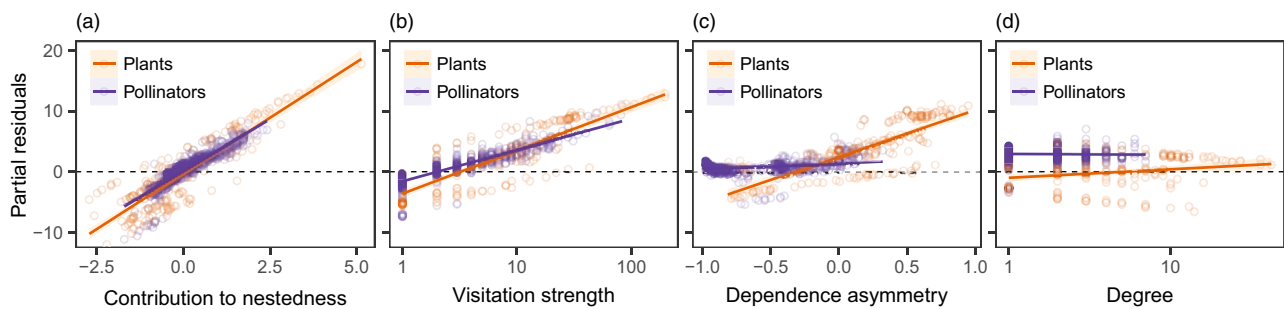 (a) (b) (c) (d)
Partial residuals
20
10
0
−10
Plants
Pollinators
Plants
Pollinators
Plants
Pollinators
Plants
Pollinators
−2.5 0.0 2.5 5.0
1 10 100
−1.0 −0.5 0.0 0.5 1.0
1 10
Contribution to nestedness
Visitation strength
Dependence asymmetry
Degree